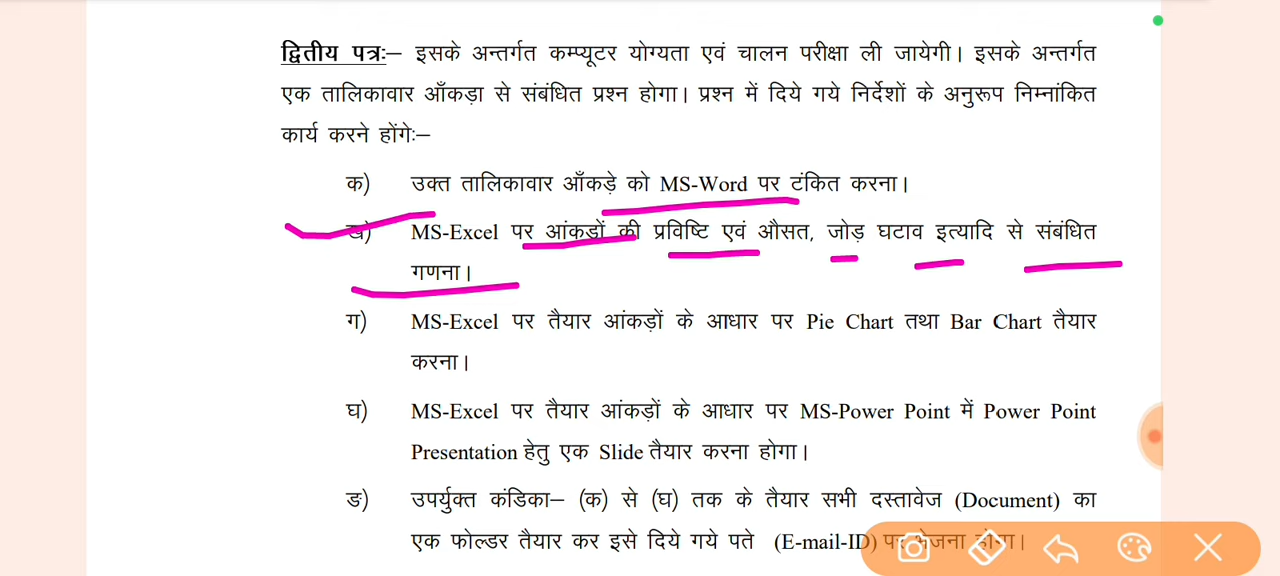 द्वितीय पत्रः– इसके अन्तर्गत कम्प्यूटर योग्यता एवं चालन परीक्षा ली जायेगी। इसके अन्तर्गत
एक तालिकावार आँकड़ा से संबंधित प्रश्न होगा। प्रश्न में दिये गये निर्देशों के अनुरूप निम्नांकित
कार्य करने होंगेः–
क) उक्त तालिकावार आँकड़े को MS-Word पर टंकित करना।
ख) MS-Excel पर आंकडों की प्रविष्टि एवं औसत, जोड़ घटाव इत्यादि से संबंधित
गणना।
ग) MS-Excel पर तैयार आंकड़ों के आधार पर Pie Chart तथा Bar Chart तैयार
करना।
घ) MS-Excel पर तैयार आंकड़ों के आधार पर MS-Power Point में Power Point
Presentation हेतु एक Slide तैयार करना होगा।
ङ) उपर्युक्त कंडिका– (क) से (घ) तक के तैयार सभी दस्तावेज (Document) का
एक फोल्डर तैयार कर इसे दिये गये पते (E-mail-ID) पर भेजना होगा।